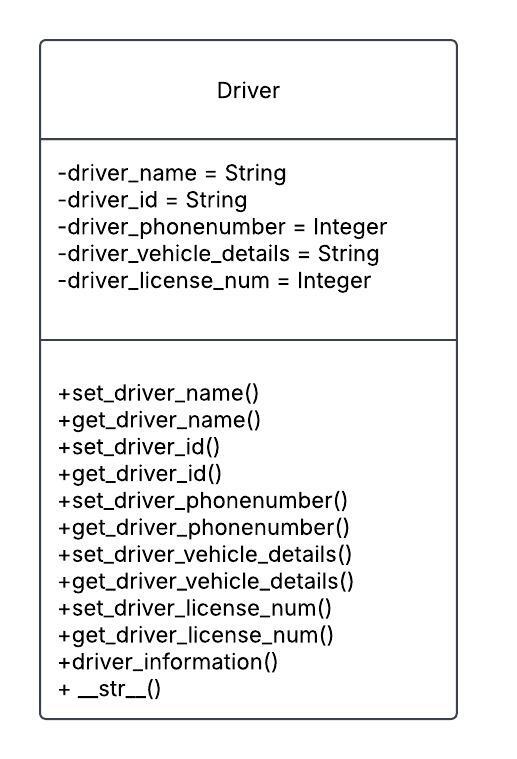 Driver
-driver_name = String
-driver_id = String
-driver_phonenumber = Integer
-driver_vehicle_details = String
-driver_license_num = Integer
+set_driver_name()
+get_driver_name()
+set_driver_id()
+get_driver_id()
+set_driver_phonenumber()
+get_driver_phonenumber()
+set_driver_vehicle_details()
+get_driver_vehicle_details()
+set_driver_license_num()
+get_driver_license_num()
+driver_information()
+ __str__()